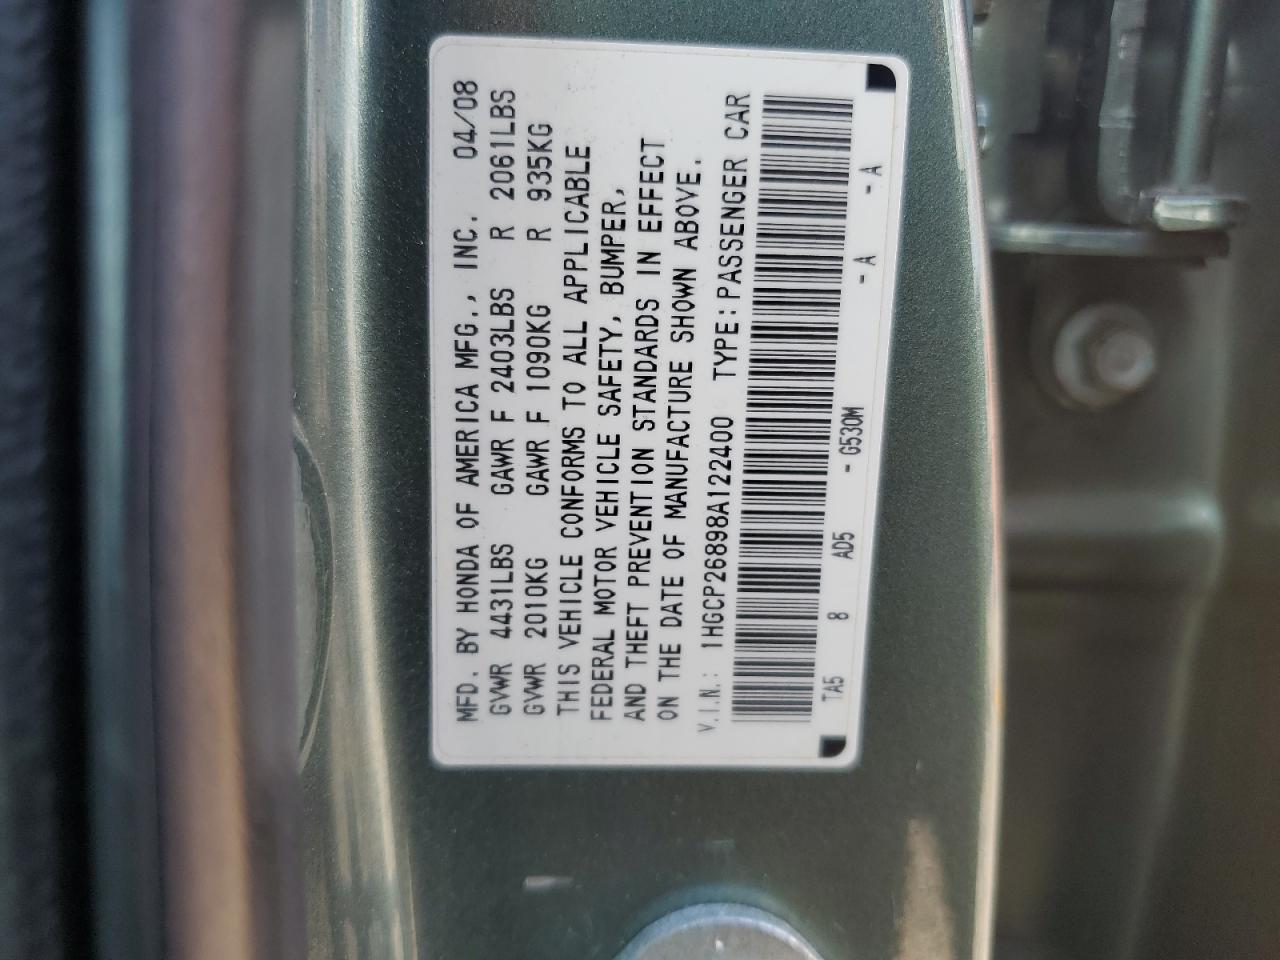 MFD. BY HONDA OF AMERICA MFG., INC. 04/08
GVWR 4431LBS GAWR F 2403LBS R 2061LBS
GVWR 2010KG GAWR F 1090KG R 935KG
THIS VEHICLE CONFORMS TO ALL APPLICABLE
FEDERAL MOTOR VEHICLE SAFETY, BUMPER,
AND THEFT PREVENTION STANDARDS IN EFFECT
ON THE DATE OF MANUFACTURE SHOWN ABOVE.
V.I.N.: 1HGCP26898A122400 TYPE: PASSENGER CAR
TA5 8 AD5 - G530M - A - A